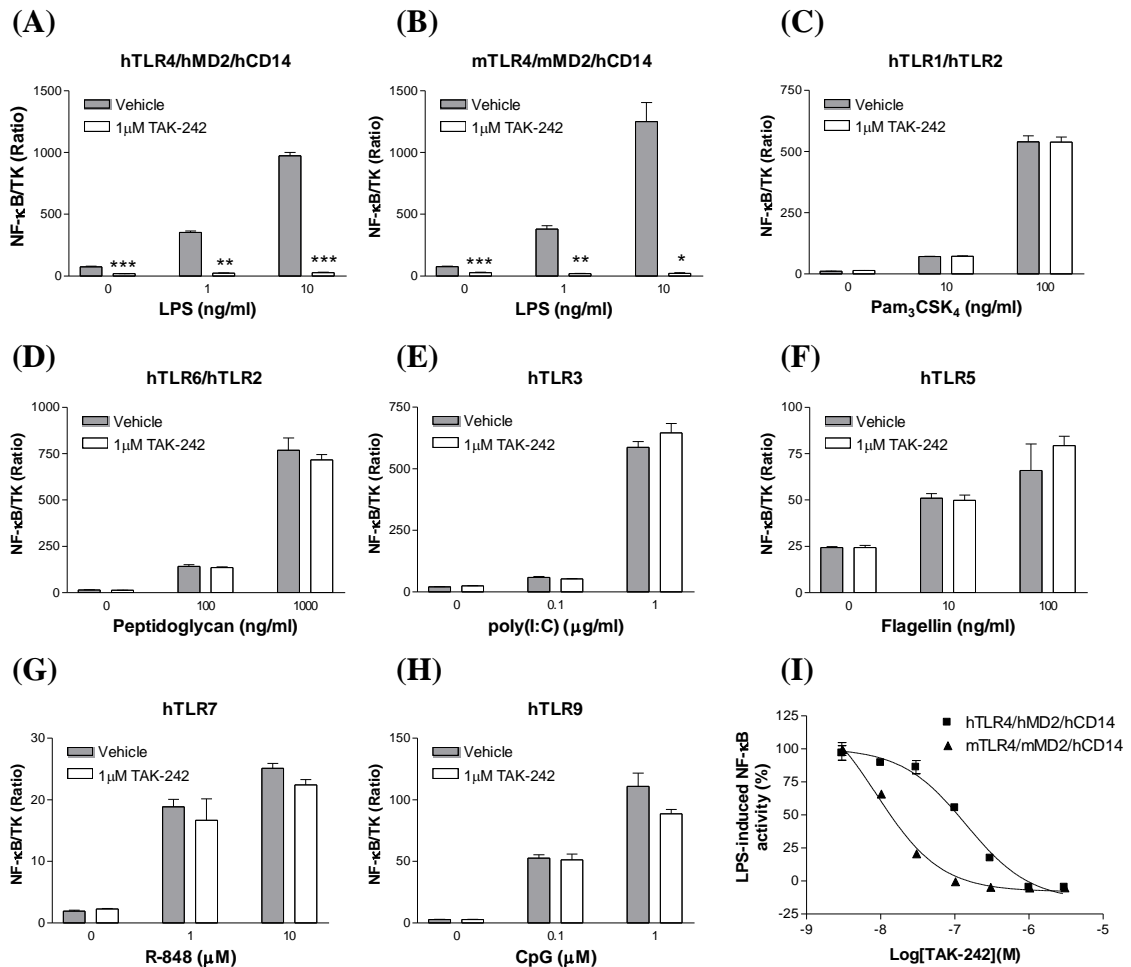 (A)
hTLR4/hMD2/hCD14
Vehicle
1μM TAK-242
NF-κB/TK (Ratio)
1500
1000
500
0
***
**
***
0 1 10
LPS (ng/ml)
(B)
mTLR4/mMD2/hCD14
Vehicle
1μM TAK-242
NF-κB/TK (Ratio)
1500
1000
500
0
***
**
*
0 1 10
LPS (ng/ml)
(C)
hTLR1/hTLR2
Vehicle
1μM TAK-242
NF-κB/TK (Ratio)
750
500
250
0
0 10 100
Pam₃CSK₄ (ng/ml)
(D)
hTLR6/hTLR2
Vehicle
1μM TAK-242
NF-κB/TK (Ratio)
1000
750
500
250
0
0 100 1000
Peptidoglycan (ng/ml)
(E)
hTLR3
Vehicle
1μM TAK-242
NF-κB/TK (Ratio)
750
500
250
0
0 0.1 1
poly(I:C) (μg/ml)
(F)
hTLR5
Vehicle
1μM TAK-242
NF-κB/TK (Ratio)
100
75
50
25
0
0 10 100
Flagellin (ng/ml)
(G)
hTLR7
Vehicle
1μM TAK-242
NF-κB/TK (Ratio)
30
20
10
0
0 1 10
R-848 (μM)
(H)
hTLR9
Vehicle
1μM TAK-242
NF-κB/TK (Ratio)
150
100
50
0
0 0.1 1
CpG (μM)
(I)
hTLR4/hMD2/hCD14
mTLR4/mMD2/hCD14
LPS-induced NF-κB
activity (%)
125
100
75
50
25
0
-25
-9 -8 -7 -6 -5
Log[TAK-242](M)